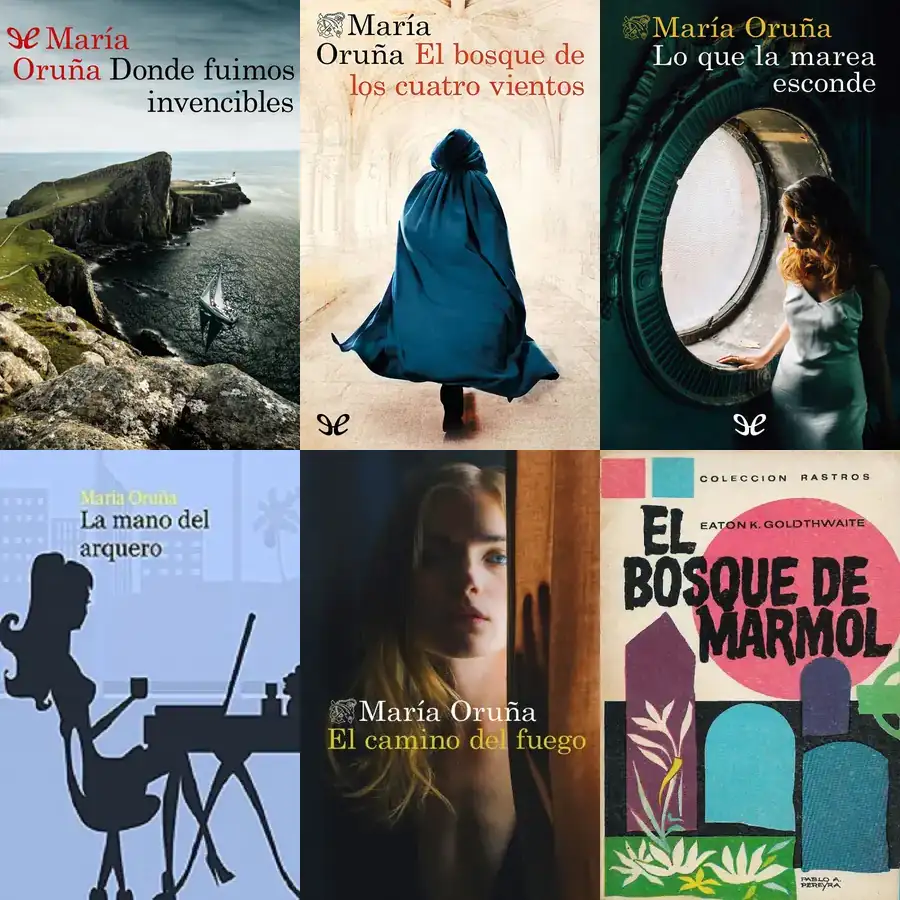 María
Oruña Donde fuimos
invencibles
María
Oruña El bosque de
los cuatro vientos
María Oruña
Lo que la marea
esconde
María Oruña
La mano del
arquero
María Oruña
El camino del fuego
COLECCION RASTROS
EATON K. GOLDTHWAITE
EL
BOSQUE DE
MARMOL
PABLO A.
PEREYRA